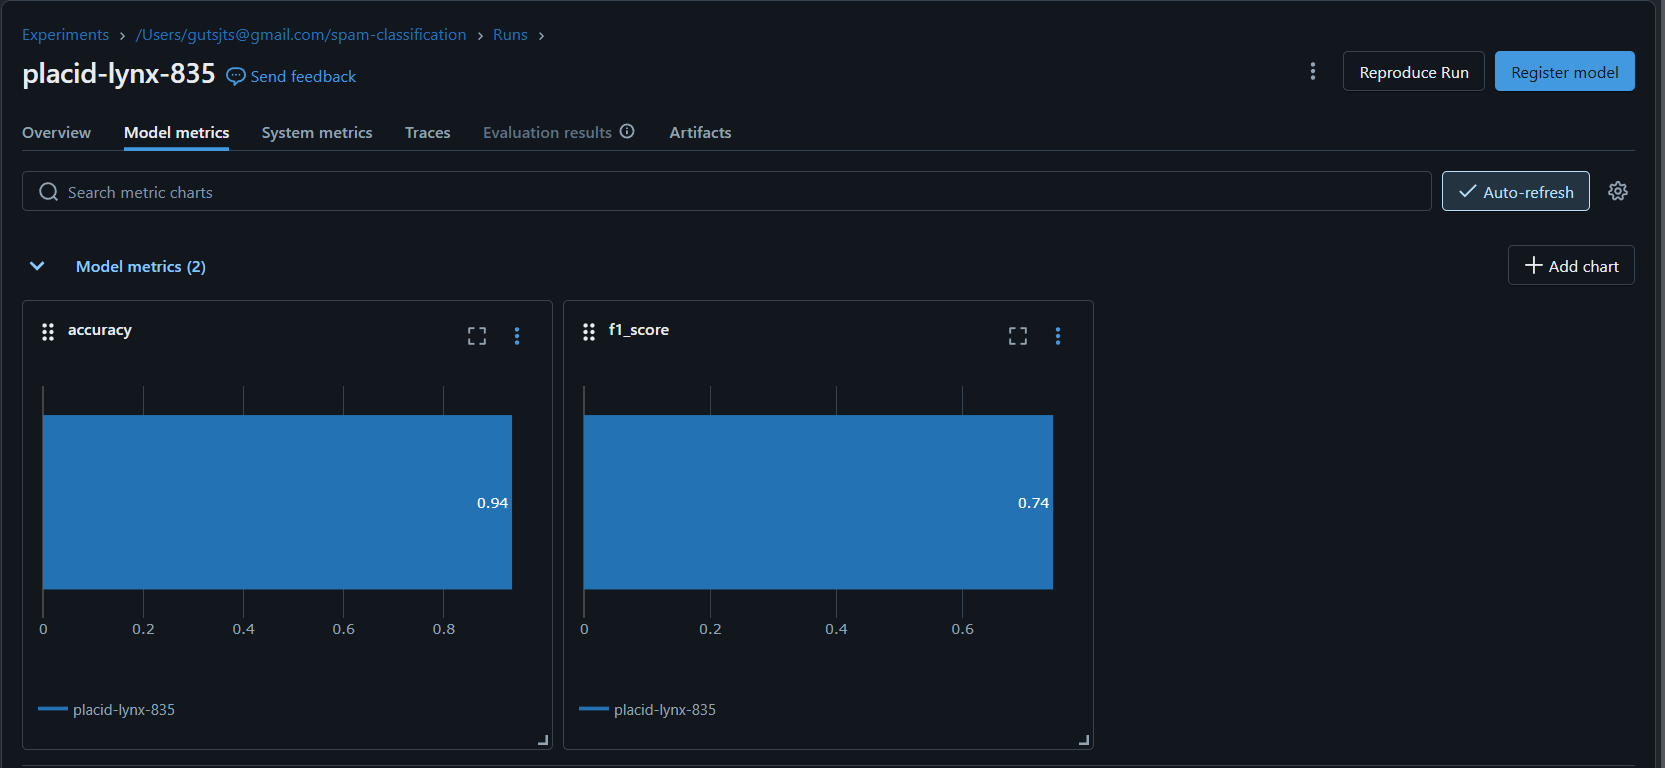 Experiments > /Users/gutsjts@gmail.com/spam-classification > Runs >
placid-lynx-835 Send feedback
Reproduce Run Register model
Overview Model metrics System metrics Traces Evaluation results Artifacts
Search metric charts Auto-refresh
Model metrics (2) Add chart
accuracy
0.94
0 0.2 0.4 0.6 0.8
placid-lynx-835
f1_score
0.74
0 0.2 0.4 0.6
placid-lynx-835